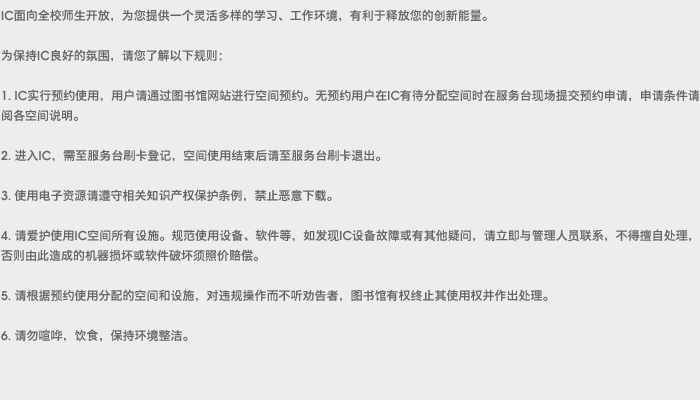 IC面向全校师生开放，为您提供一个灵活多样的学习、工作环境，有利于释放您的创新能量。
为保持IC良好的氛围，请您了解以下规则：
1. IC实行预约使用，用户请通过图书馆网站进行空间预约。无预约用户在IC有待分配空间时在服务台现场提交预约申请，申请条件请
阅各空间说明。
2. 进入IC，需至服务台刷卡登记，空间使用结束后请至服务台刷卡退出。
3. 使用电子资源请遵守相关知识产权保护条例，禁止恶意下载。
4. 请爱护使用IC空间所有设施。规范使用设备、软件等，如发现IC设备故障或有其他疑问，请立即与管理人员联系，不得擅自处理，
否则由此造成的机器损坏或软件破坏须照价赔偿。
5. 请根据预约使用分配的空间和设施，对违规操作而不听劝告者，图书馆有权终止其使用权并作出处理。
6. 请勿喧哗，饮食，保持环境整洁。